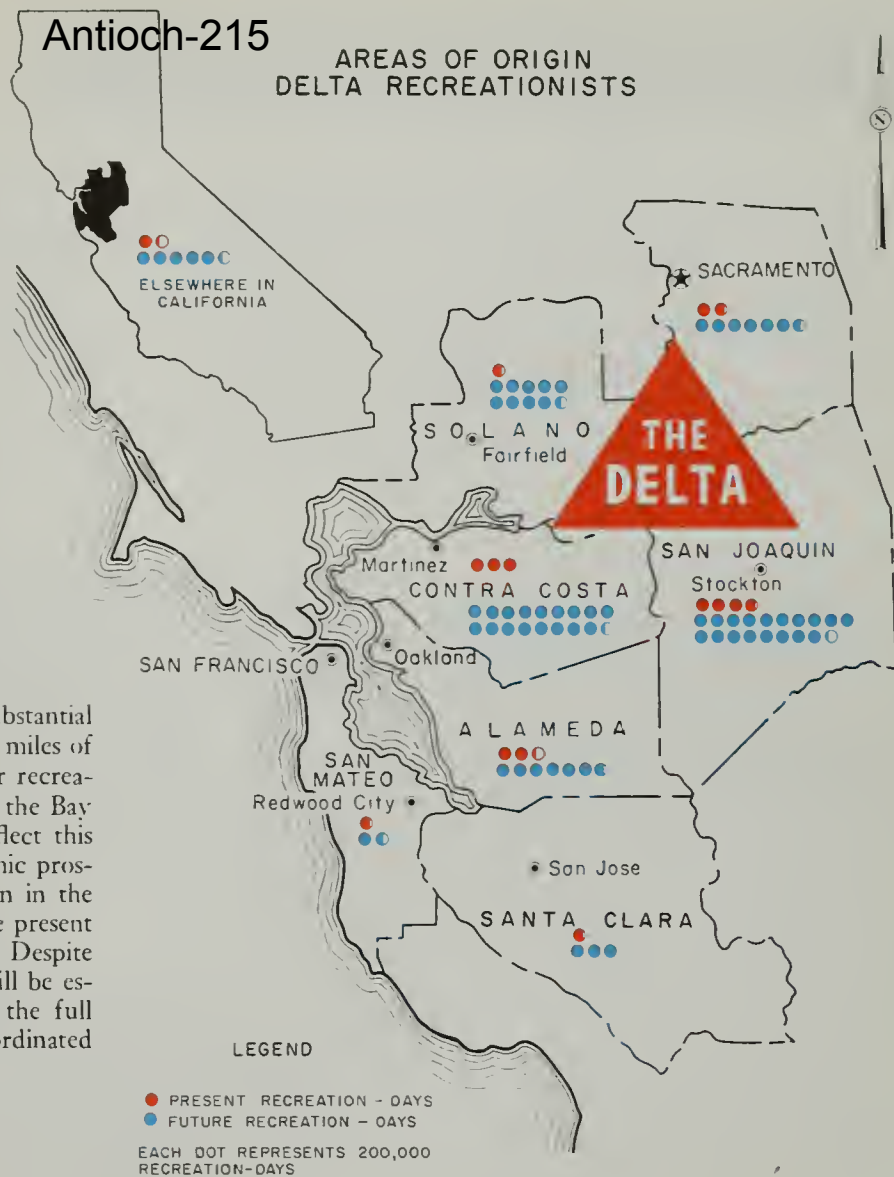 Antioch-215
AREAS OF ORIGIN
DELTA RECREATIONISTS
N
ELSEWHERE IN
CALIFORNIA
SACRAMENTO
SOLANO
Fairfield
THE
DELTA
Martinez
CONTRA COSTA
SAN JOAQUIN
Stockton
SAN FRANCISCO
Oakland
ALAMEDA
SAN
MATEO
Redwood City
San Jose
SANTA CLARA
bstantial
miles of
r recrea-
the Bay
flect this
nic pros-
n in the
e present
Despite
ill be es-
the full
rdinated
LEGEND
PRESENT RECREATION - DAYS
FUTURE RECREATION - DAYS
EACH DOT REPRESENTS 200,000
RECREATION-DAYS